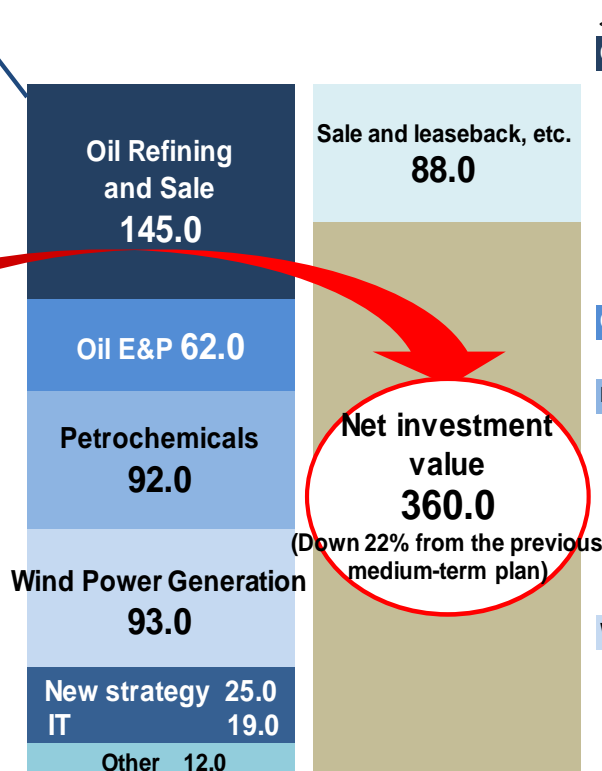 Oil Refining
and Sale
145.0
Oil E&P 62.0
Petrochemicals
92.0
Wind Power Generation
93.0
New strategy 25.0
IT 19.0
Other 12.0
Sale and leaseback, etc.
88.0
Net investment
value
360.0
(Down 22% from the previous
medium-term plan)